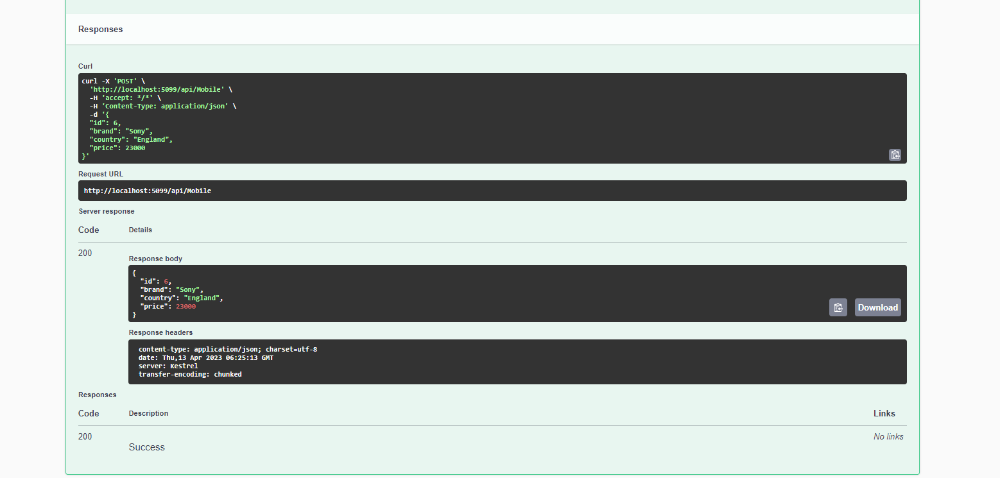 Responses
Curl
curl -X 'POST' \
  'http://localhost:5099/api/Mobile' \
  -H 'accept: */*' \
  -H 'Content-Type: application/json' \
  -d '{
  "id": 6,
  "brand": "Sony",
  "country": "England",
  "price": 23000
}'
Request URL
http://localhost:5099/api/Mobile
Server response
Code Details
200
Response body
{
  "id": 6,
  "brand": "Sony",
  "country": "England",
  "price": 23000
}
Download
Response headers
content-type: application/json; charset=utf-8
date: Thu,13 Apr 2023 06:25:13 GMT
server: Kestrel
transfer-encoding: chunked
Responses
Code Description Links
200 No links
Success